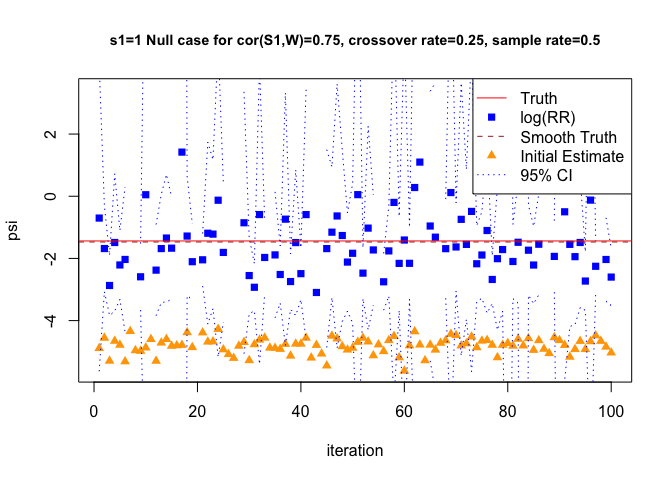 s1=1 Null case for cor(S1,W)=0.75, crossover rate=0.25, sample rate=0.5
Truth
log(RR)
Smooth Truth
Initial Estimate
95% CI
2
0
-2
-4
psi
0
20
40
60
80
100
iteration